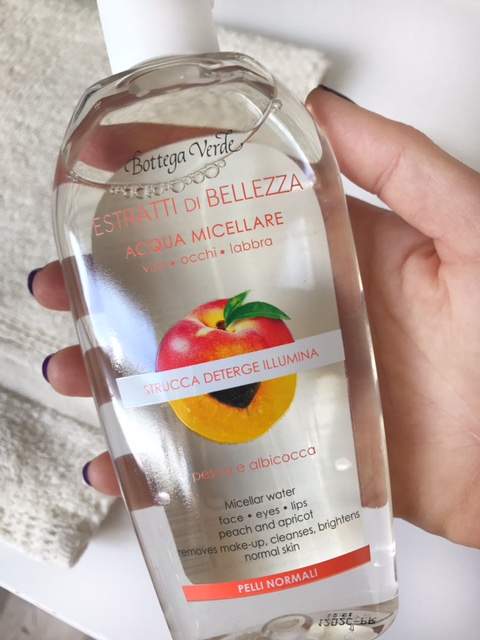 Bottega Verde
ESTRATTI DI BELLEZZA
ACQUA MICELLARE
viso • occhi • labbra
STRUCCA DETERGE ILLUMINA
pesca e albicocca
Micellar water
face • eyes • lips
peach and apricot
removes make-up, cleanses, brightens
normal skin
PELLI NORMALI